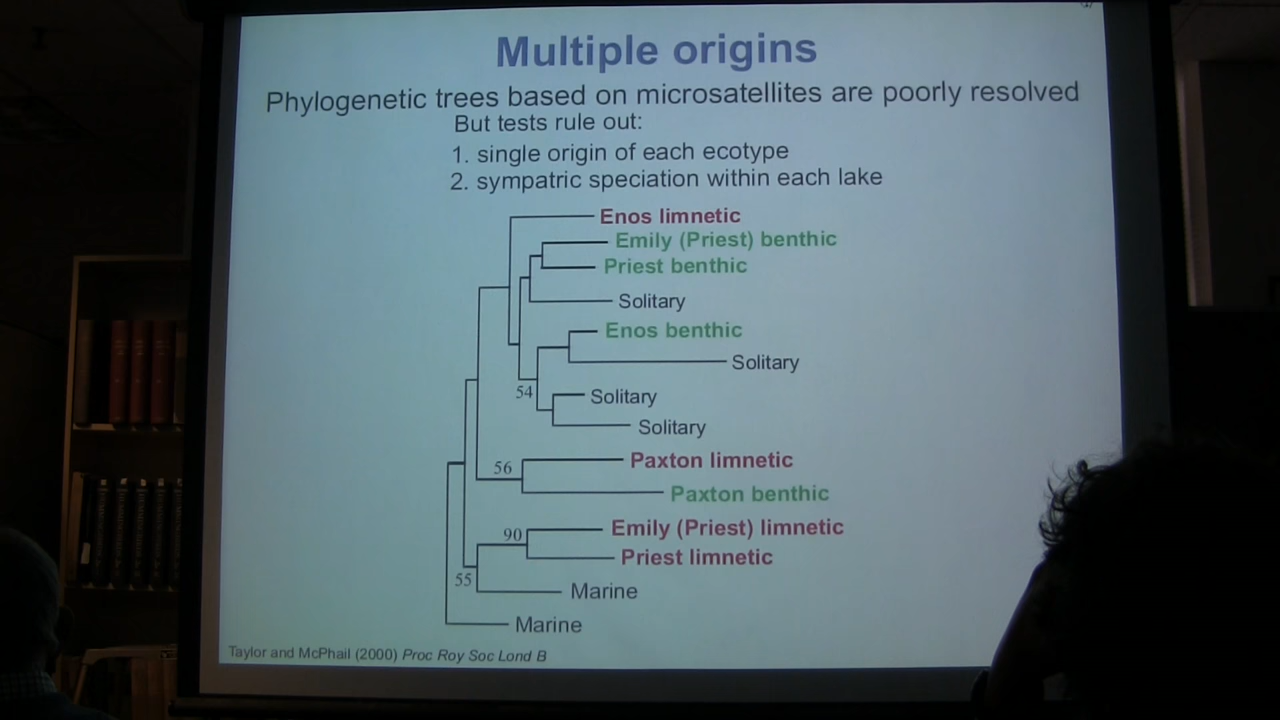 Multiple origins
Phylogenetic trees based on microsatellites are poorly resolved
But tests rule out:
1. single origin of each ecotype
2. sympatric speciation within each lake
Enos limnetic
Emily (Priest) benthic
Priest benthic
Solitary
Enos benthic
Solitary
54
Solitary
Solitary
56
Paxton limnetic
Paxton benthic
90
Emily (Priest) limnetic
Priest limnetic
55
Marine
Marine
Taylor and McPhail (2000) Proc Roy Soc Lond B